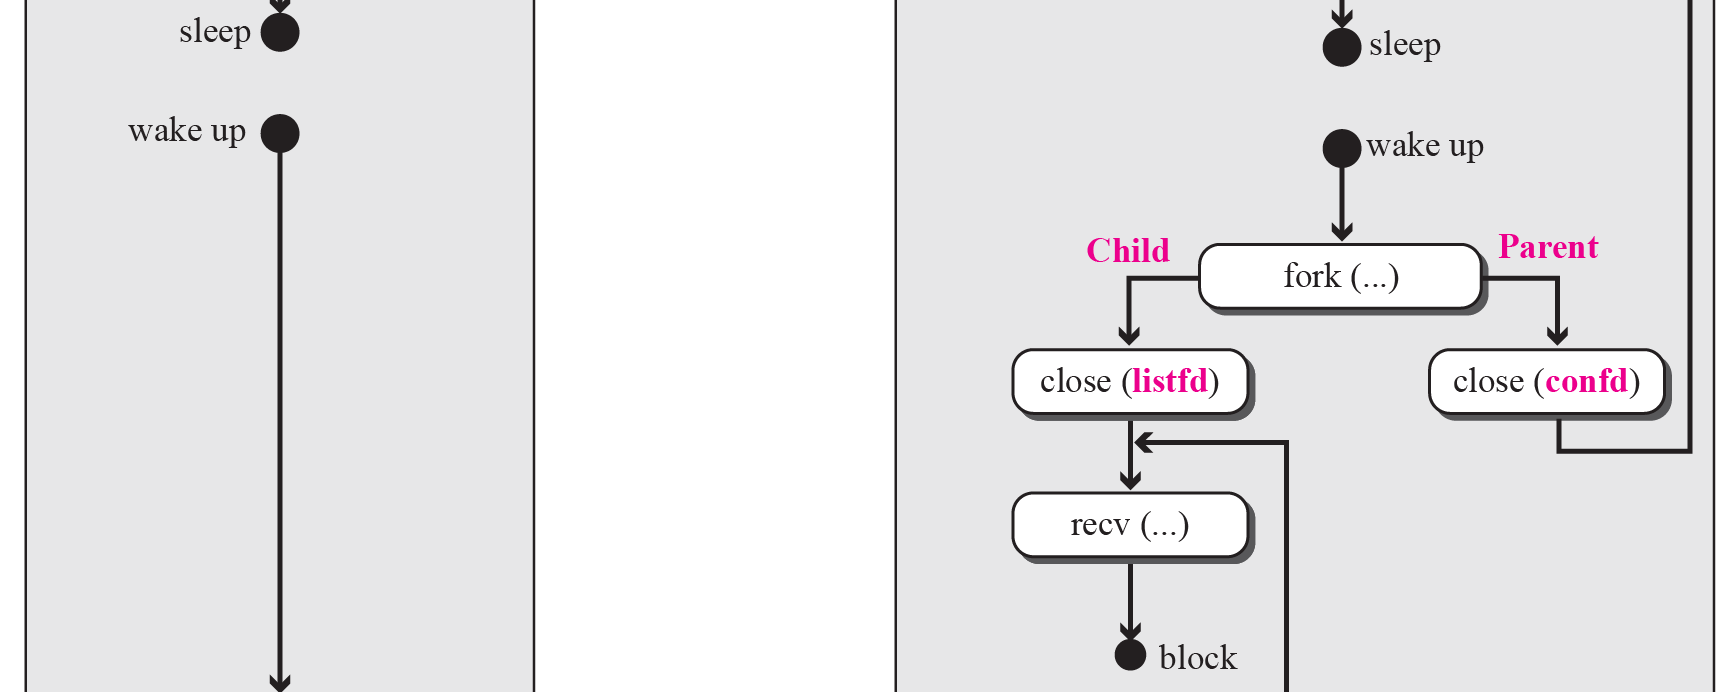 sleep
wake up
sleep
wake up
Child
Parent
fork (...)
close (listfd)
close (confd)
recv (...)
block